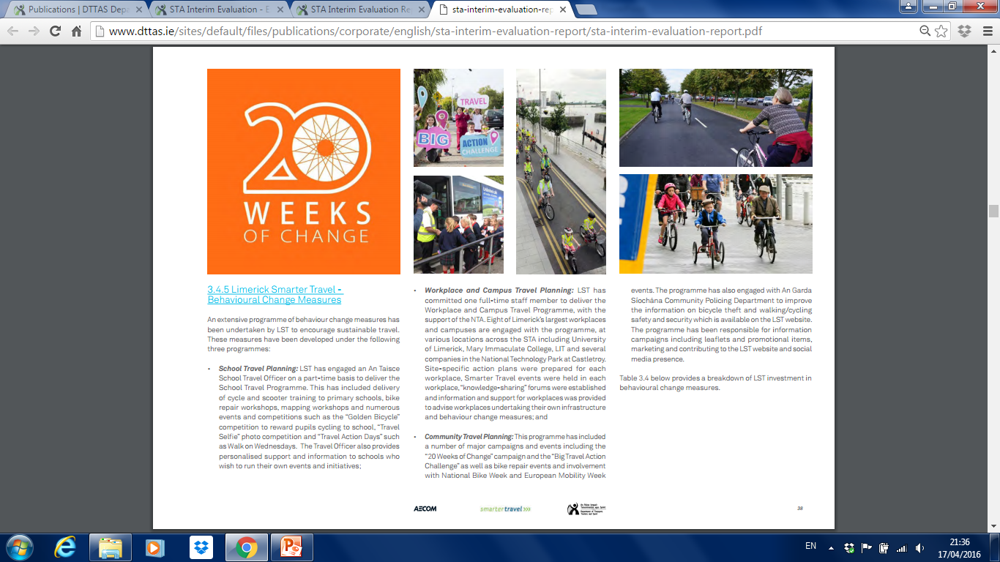 Publications | DTTAS Depa
STA Interim Evaluation - E
STA Interim Evaluation Re
sta-interim-evaluation-rep
www.dttas.ie/sites/default/files/publications/corporate/english/sta-interim-evaluation-report/sta-interim-evaluation-report.pdf
20
WEEKS
OF CHANGE
TRAVEL
BIG
ACTION
CHALLENGE
3.4.5 Limerick Smarter Travel -
Behavioural Change Measures
An extensive programme of behaviour change measures has
been undertaken by LST to encourage sustainable travel.
These measures have been developed under the following
three programmes:
• School Travel Planning: LST has engaged an An Taisce
School Travel Officer on a part-time basis to deliver the
School Travel Programme. This has included delivery
of cycle and scooter training to primary schools, bike
repair workshops, mapping workshops and numerous
events and competitions such as the “Golden Bicycle”
competition to reward pupils cycling to school, “Travel
Selfie” photo competition and “Travel Action Days” such
as Walk on Wednesdays. The Travel Officer also provides
personalised support and information to schools who
wish to run their own events and initiatives;
• Workplace and Campus Travel Planning: LST has
committed one full-time staff member to deliver the
Workplace and Campus Travel Programme, with the
support of the NTA. Eight of Limerick's largest workplaces
and campuses are engaged with the programme, at
various locations across the STA including University
of Limerick, Mary Immaculate College, LIT and several
companies in the National Technology Park at Castletroy.
Site-specific action plans were prepared for each
workplace, Smarter Travel events were held in each
workplace, “knowledge-sharing” forums were established
and information and support for workplaces was provided
to advise workplaces undertaking their own infrastructure
and behaviour change measures; and
• Community Travel Planning: This programme has included
a number of major campaigns and events including the
“20 Weeks of Change” campaign and the “Big Travel Action
Challenge” as well as bike repair events and involvement
with National Bike Week and European Mobility Week
events. The programme has also engaged with An Garda
Síochána Community Policing Department to improve
the information on bicycle theft and walking/cycling
safety and security which is available on the LST website.
The programme has been responsible for information
campaigns including leaflets and promotional items,
marketing and contributing to the LST website and social
media presence.
Table 3.4 below provides a breakdown of LST investment in
behavioural change measures.
AECOM
smartertravel
38
EN
21:36
17/04/2016